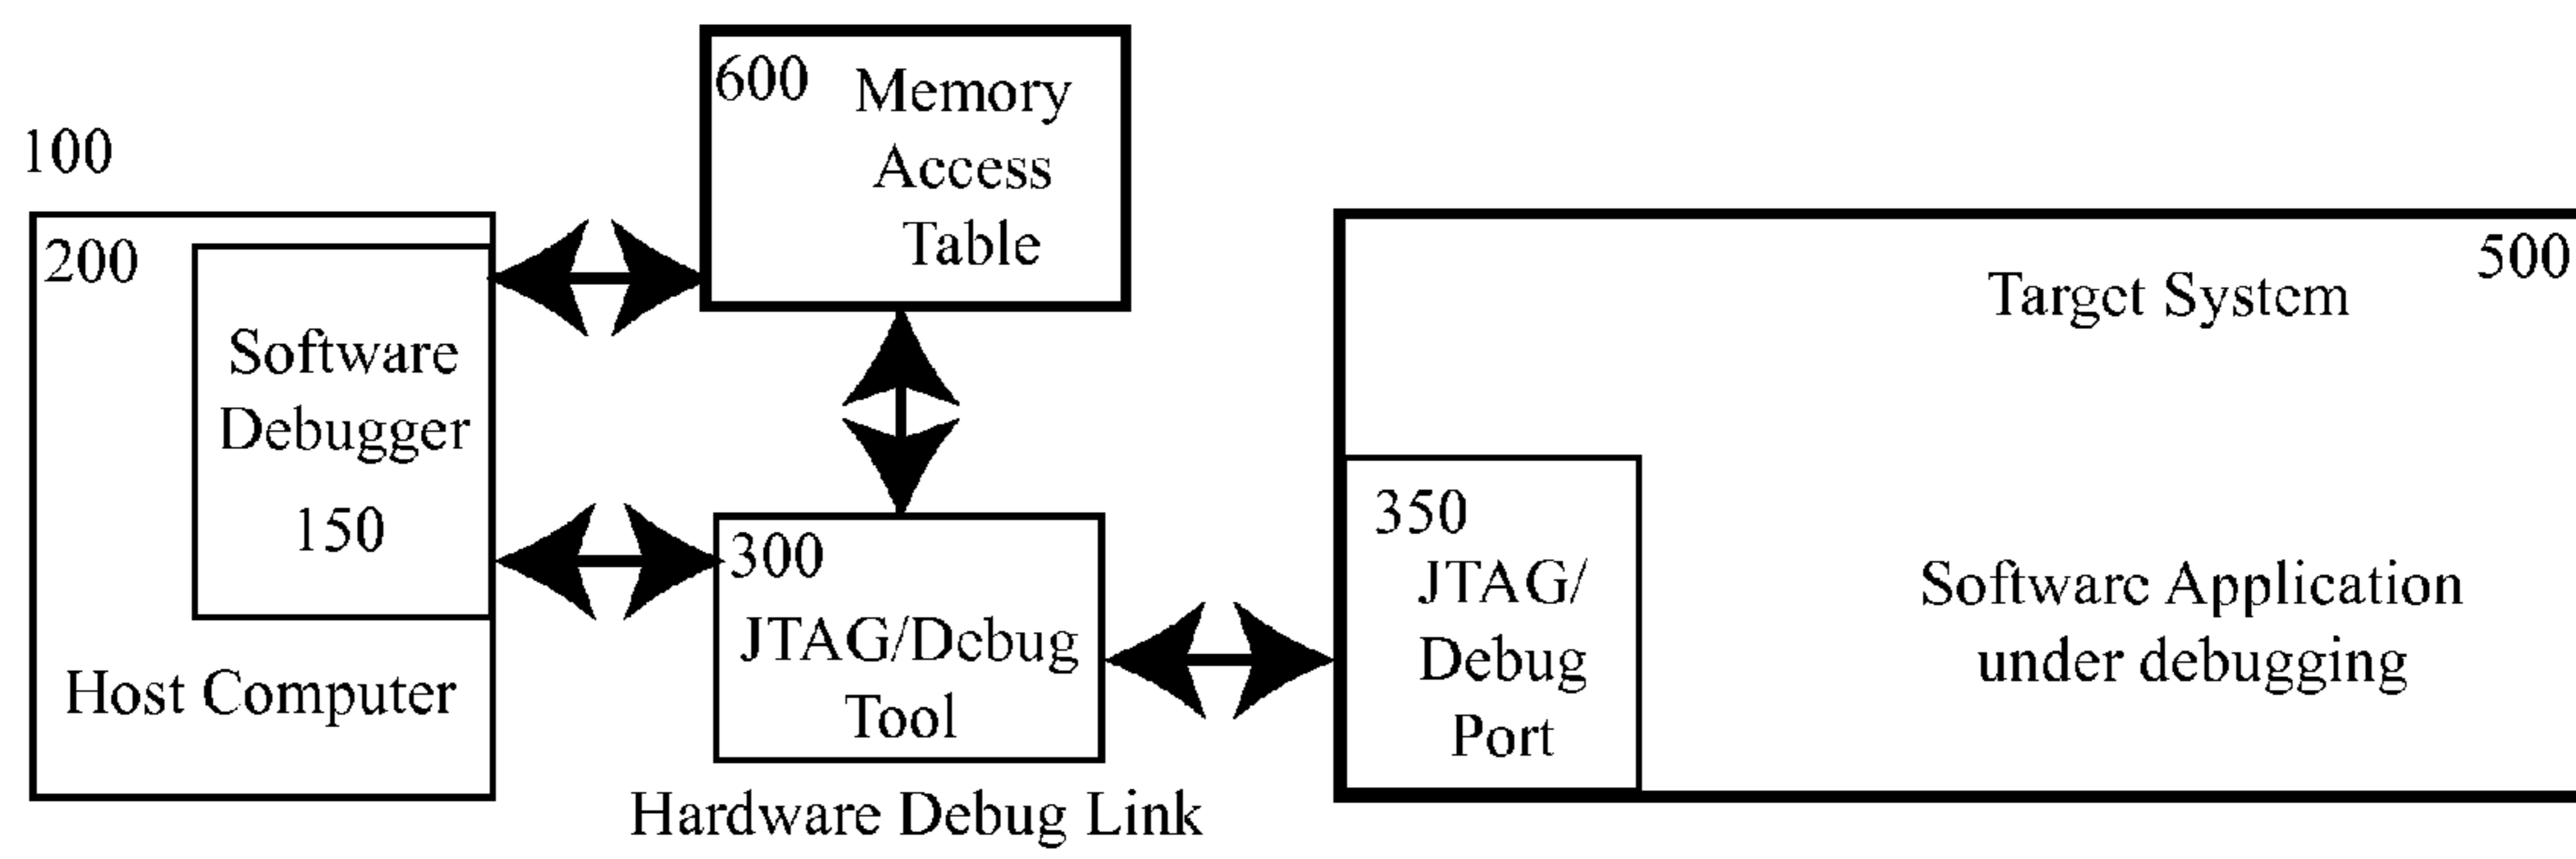 100
600 Memory
Access
Table
200
Software
Debugger
150
Host Computer
300
JTAG/Debug
Tool
Hardware Debug Link
500
Target System
350
JTAG/
Debug
Port
Software Application
under debugging